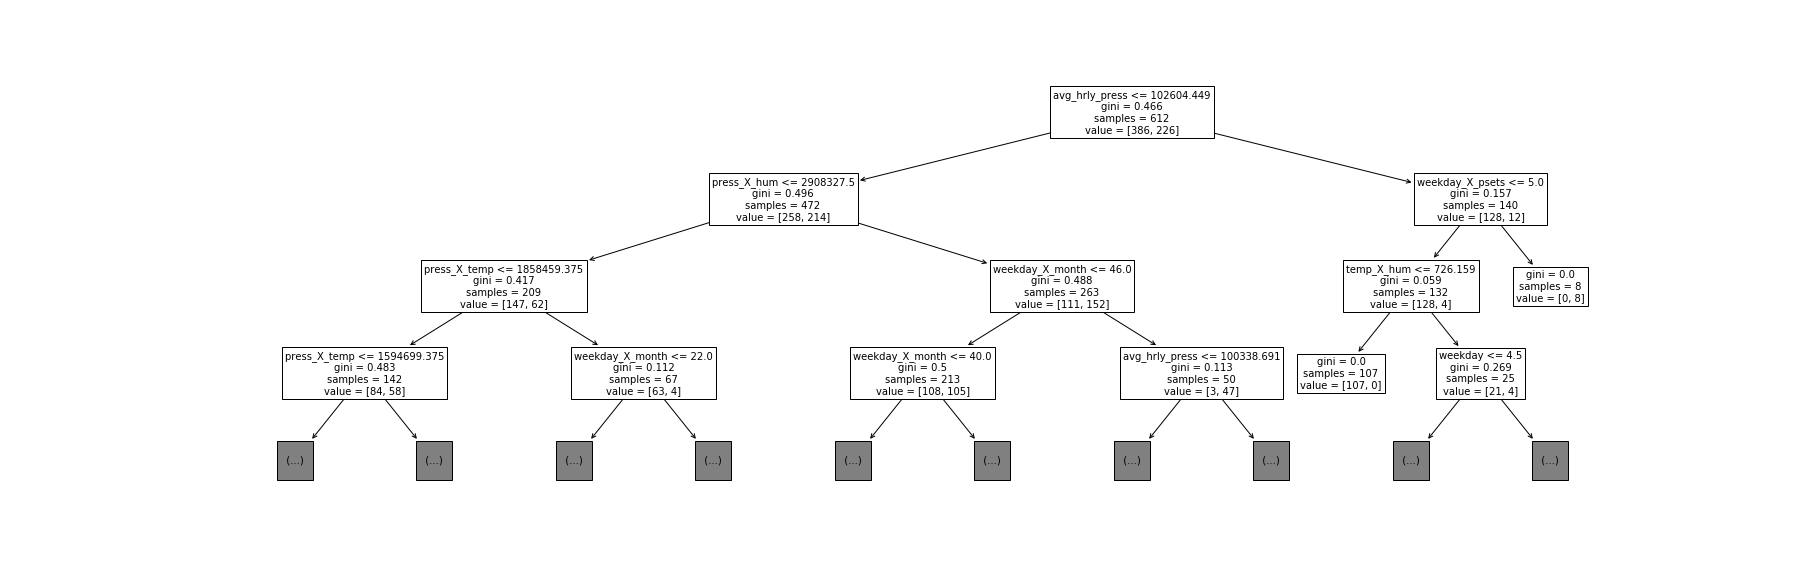 avg_hrly_press <= 102604.449
gini = 0.466
samples = 612
value = [386, 226]
press_X_hum <= 2908327.5
gini = 0.496
samples = 472
value = [258, 214]
weekday_X_psets <= 5.0
gini = 0.157
samples = 140
value = [128, 12]
press_X_temp <= 1858459.375
gini = 0.417
samples = 209
value = [147, 62]
weekday_X_month <= 46.0
gini = 0.488
samples = 263
value = [111, 152]
temp_X_hum <= 726.159
gini = 0.059
samples = 132
value = [128, 4]
gini = 0.0
samples = 8
value = [0, 8]
press_X_temp <= 1594699.375
gini = 0.483
samples = 142
value = [84, 58]
weekday_X_month <= 22.0
gini = 0.112
samples = 67
value = [63, 4]
weekday_X_month <= 40.0
gini = 0.5
samples = 213
value = [108, 105]
avg_hrly_press <= 100338.691
gini = 0.113
samples = 50
value = [3, 47]
gini = 0.0
samples = 107
value = [107, 0]
weekday <= 4.5
gini = 0.269
samples = 25
value = [21, 4]
(...)
(...)
(...)
(...)
(...)
(...)
(...)
(...)
(...)
(...)